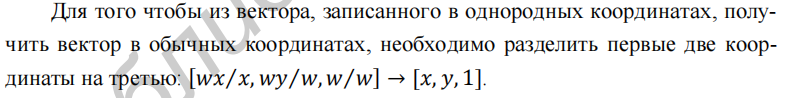 Для того чтобы из вектора, записанного в однородных координатах, полу-
чить вектор в обычных координатах, необходимо разделить первые две коор-
динаты на третью: [wx/x, wy/w, w/w] → [x, y, 1].